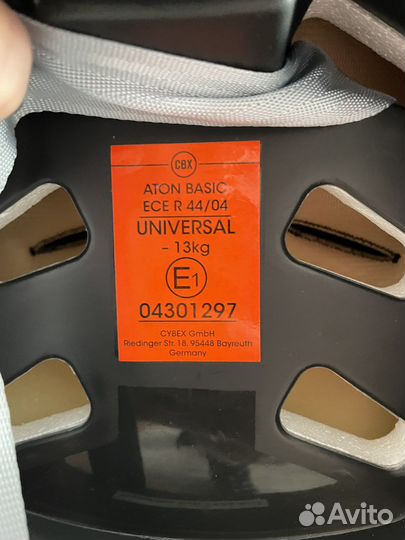 CBX
ATON BASIC
ECE R 44/04
UNIVERSAL
- 13kg
E1
04301297
CYBEX GmbH
Riedinger Str. 18, 95448 Bayreuth
Germany
Avito